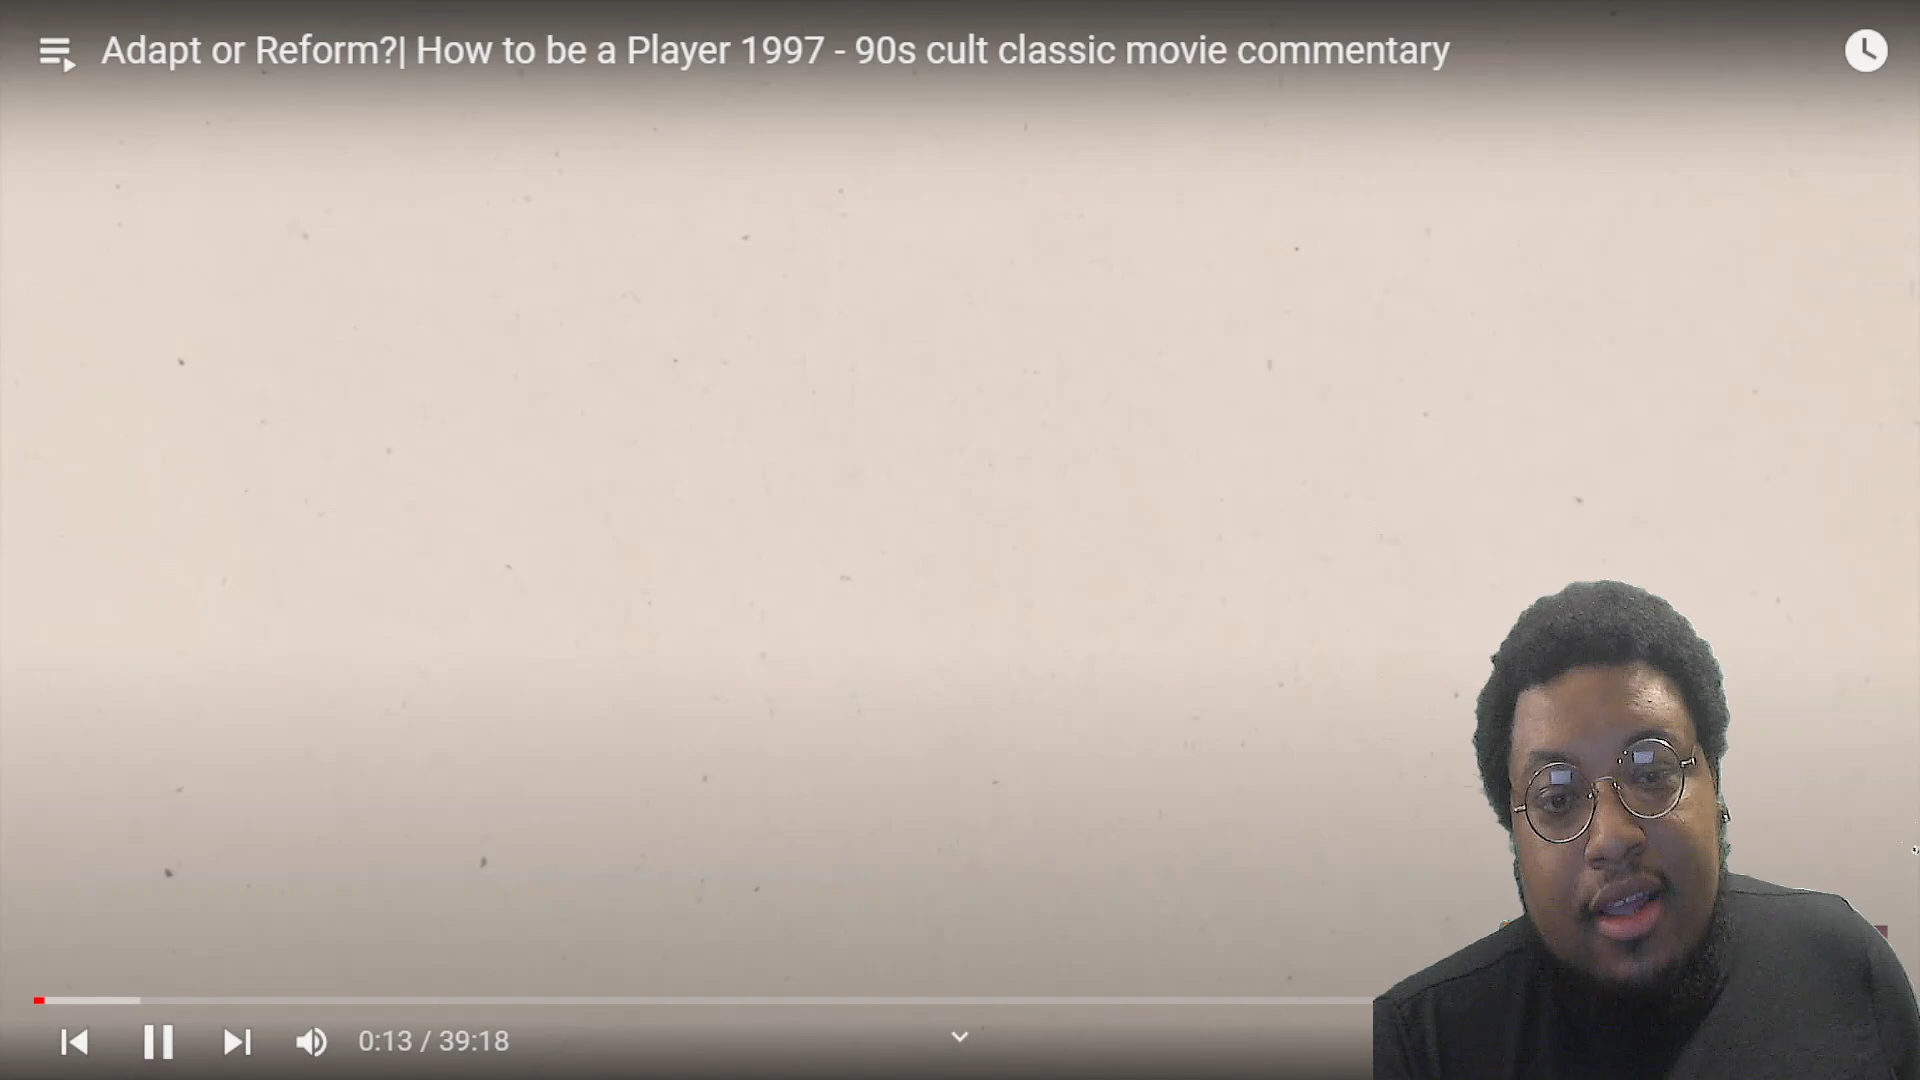 Adapt or Reform?| How to be a Player 1997 - 90s cult classic movie commentary
0:13 / 39:18